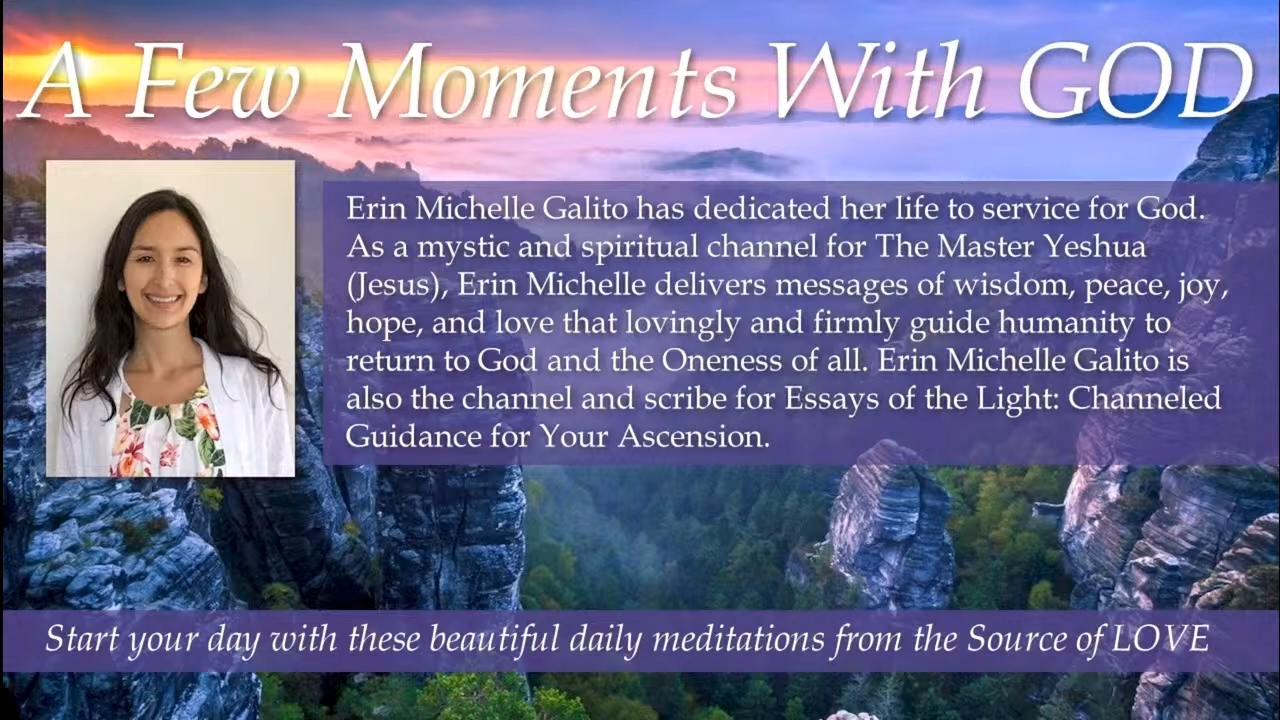 A Few Moments With GOD
Erin Michelle Galito has dedicated her life to service for God.
As a mystic and spiritual channel for The Master Yeshua
(Jesus), Erin Michelle delivers messages of wisdom, peace, joy,
hope, and love that lovingly and firmly guide humanity to
return to God and the Oneness of all. Erin Michelle Galito is
also the channel and scribe for Essays of the Light: Channeled
Guidance for Your Ascension.
Start your day with these beautiful daily meditations from the Source of LOVE